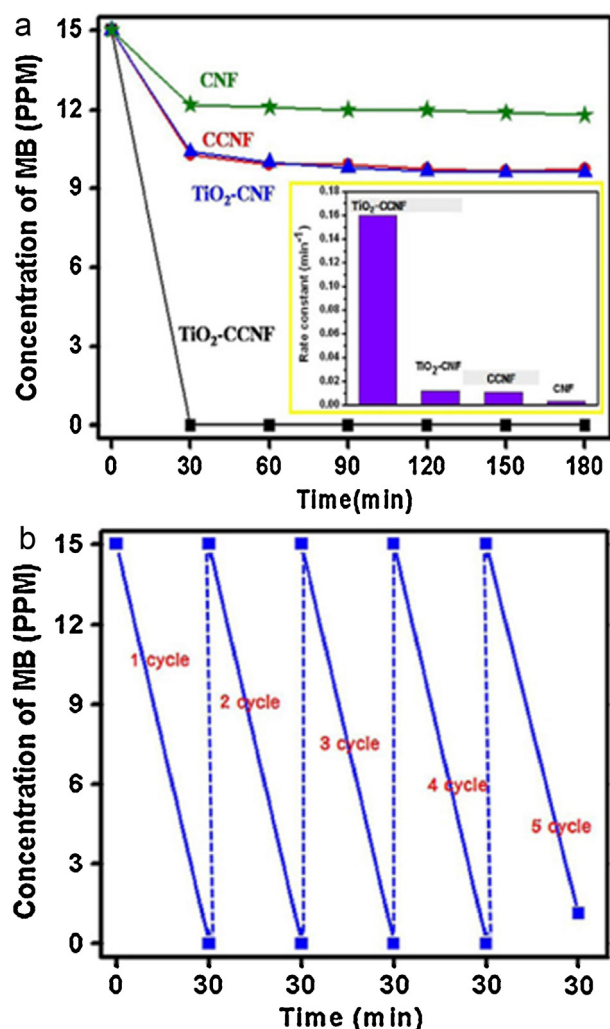 a
Concentration of MB (PPM)
15
12
9
6
3
0
CNF
CCNF
TiO₂-CNF
TiO₂-CCNF
Rate constant (min⁻¹)
0.18
0.16
0.14
0.12
0.10
0.08
0.06
0.04
0.02
0.00
TiO₂-CCNF
TiO₂-CNF
CCNF
CNF
0 30 60 90 120 150 180
Time(min)
b
Concentration of MB (PPM)
15
12
9
6
3
0
1 cycle
2 cycle
3 cycle
4 cycle
5 cycle
0 30 30 30 30 30
Time (min)